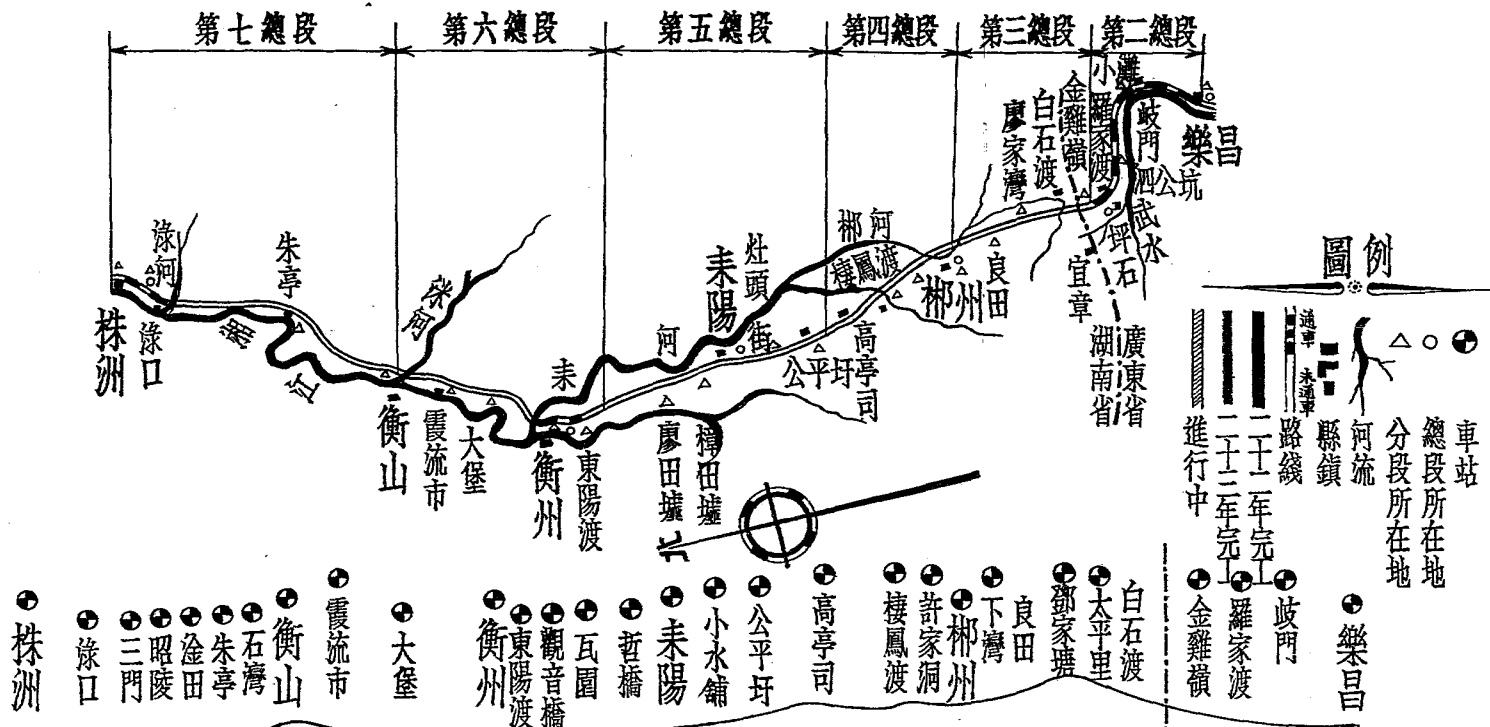 第七總段
第六總段
第五總段
第四總段
第三總段
第二總段
小灘
金雞嶺
羅家渡
白石渡
廖家灣
岐門
泗公坑
樂昌
武水
坪石
宜章
良田
郴州
郴河
棲鳳渡
灶頭街
耒陽
高亭司
公平圩
湖南省
廣東省
淥河
朱亭
株洲
淥口
湘江
衡山
霞流市
大堡
耒河
衡州
東陽渡
廖田墟
樟田墟
北
圖例
車站
總段所在地
分段所在地
河流
縣鎮
路綫
通車
未通車
二十二年完工
進行中
株洲
淥口
三門
昭陵
淦田
朱亭
石灣
衡山
霞流市
大堡
衡州
東陽渡
觀音橋
瓦園
哲橋
耒陽
小水舖
公平圩
高亭司
棲鳳渡
許家洞
郴州
下灣
良田
鄧家塘
太平里
白石渡
金雞嶺
羅家渡
岐門
樂昌